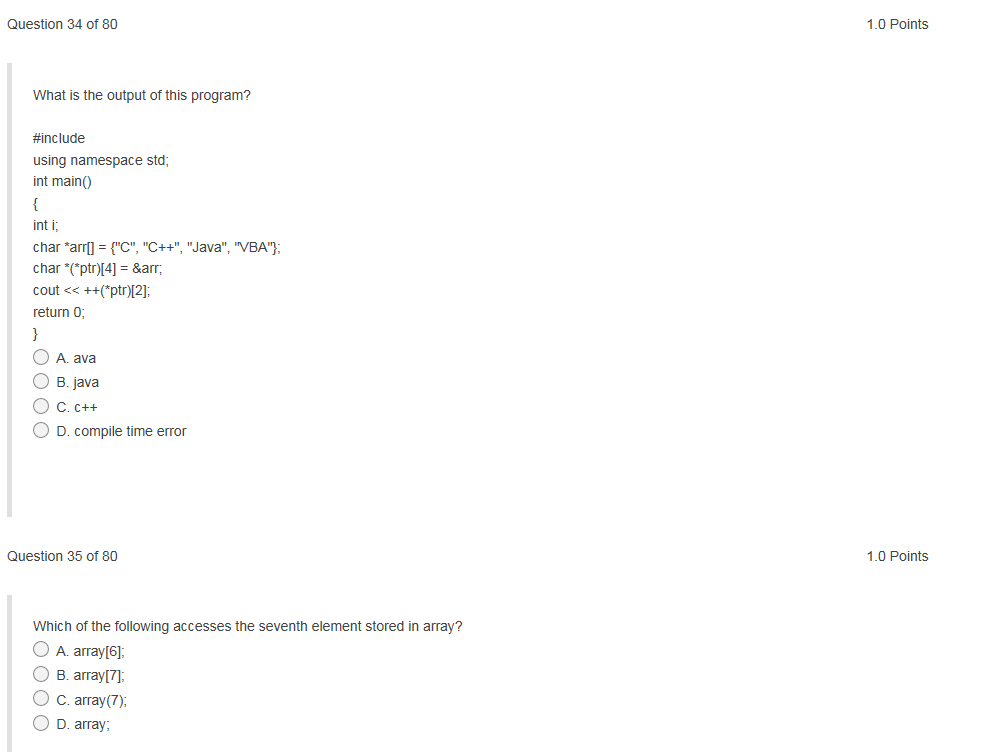 Question 34 of 80
1.0 Points
What is the output of this program?
#include
using namespace std;
int main()
{
int i;
char *arr[] = {"C", "C++", "Java", "VBA"};
char *(*ptr)[4] = &arr;
cout << ++(*ptr)[2];
return 0;
}
A. ava
B. java
C. c++
D. compile time error
Question 35 of 80
1.0 Points
Which of the following accesses the seventh element stored in array?
A. array[6];
B. array[7];
C. array(7);
D. array;